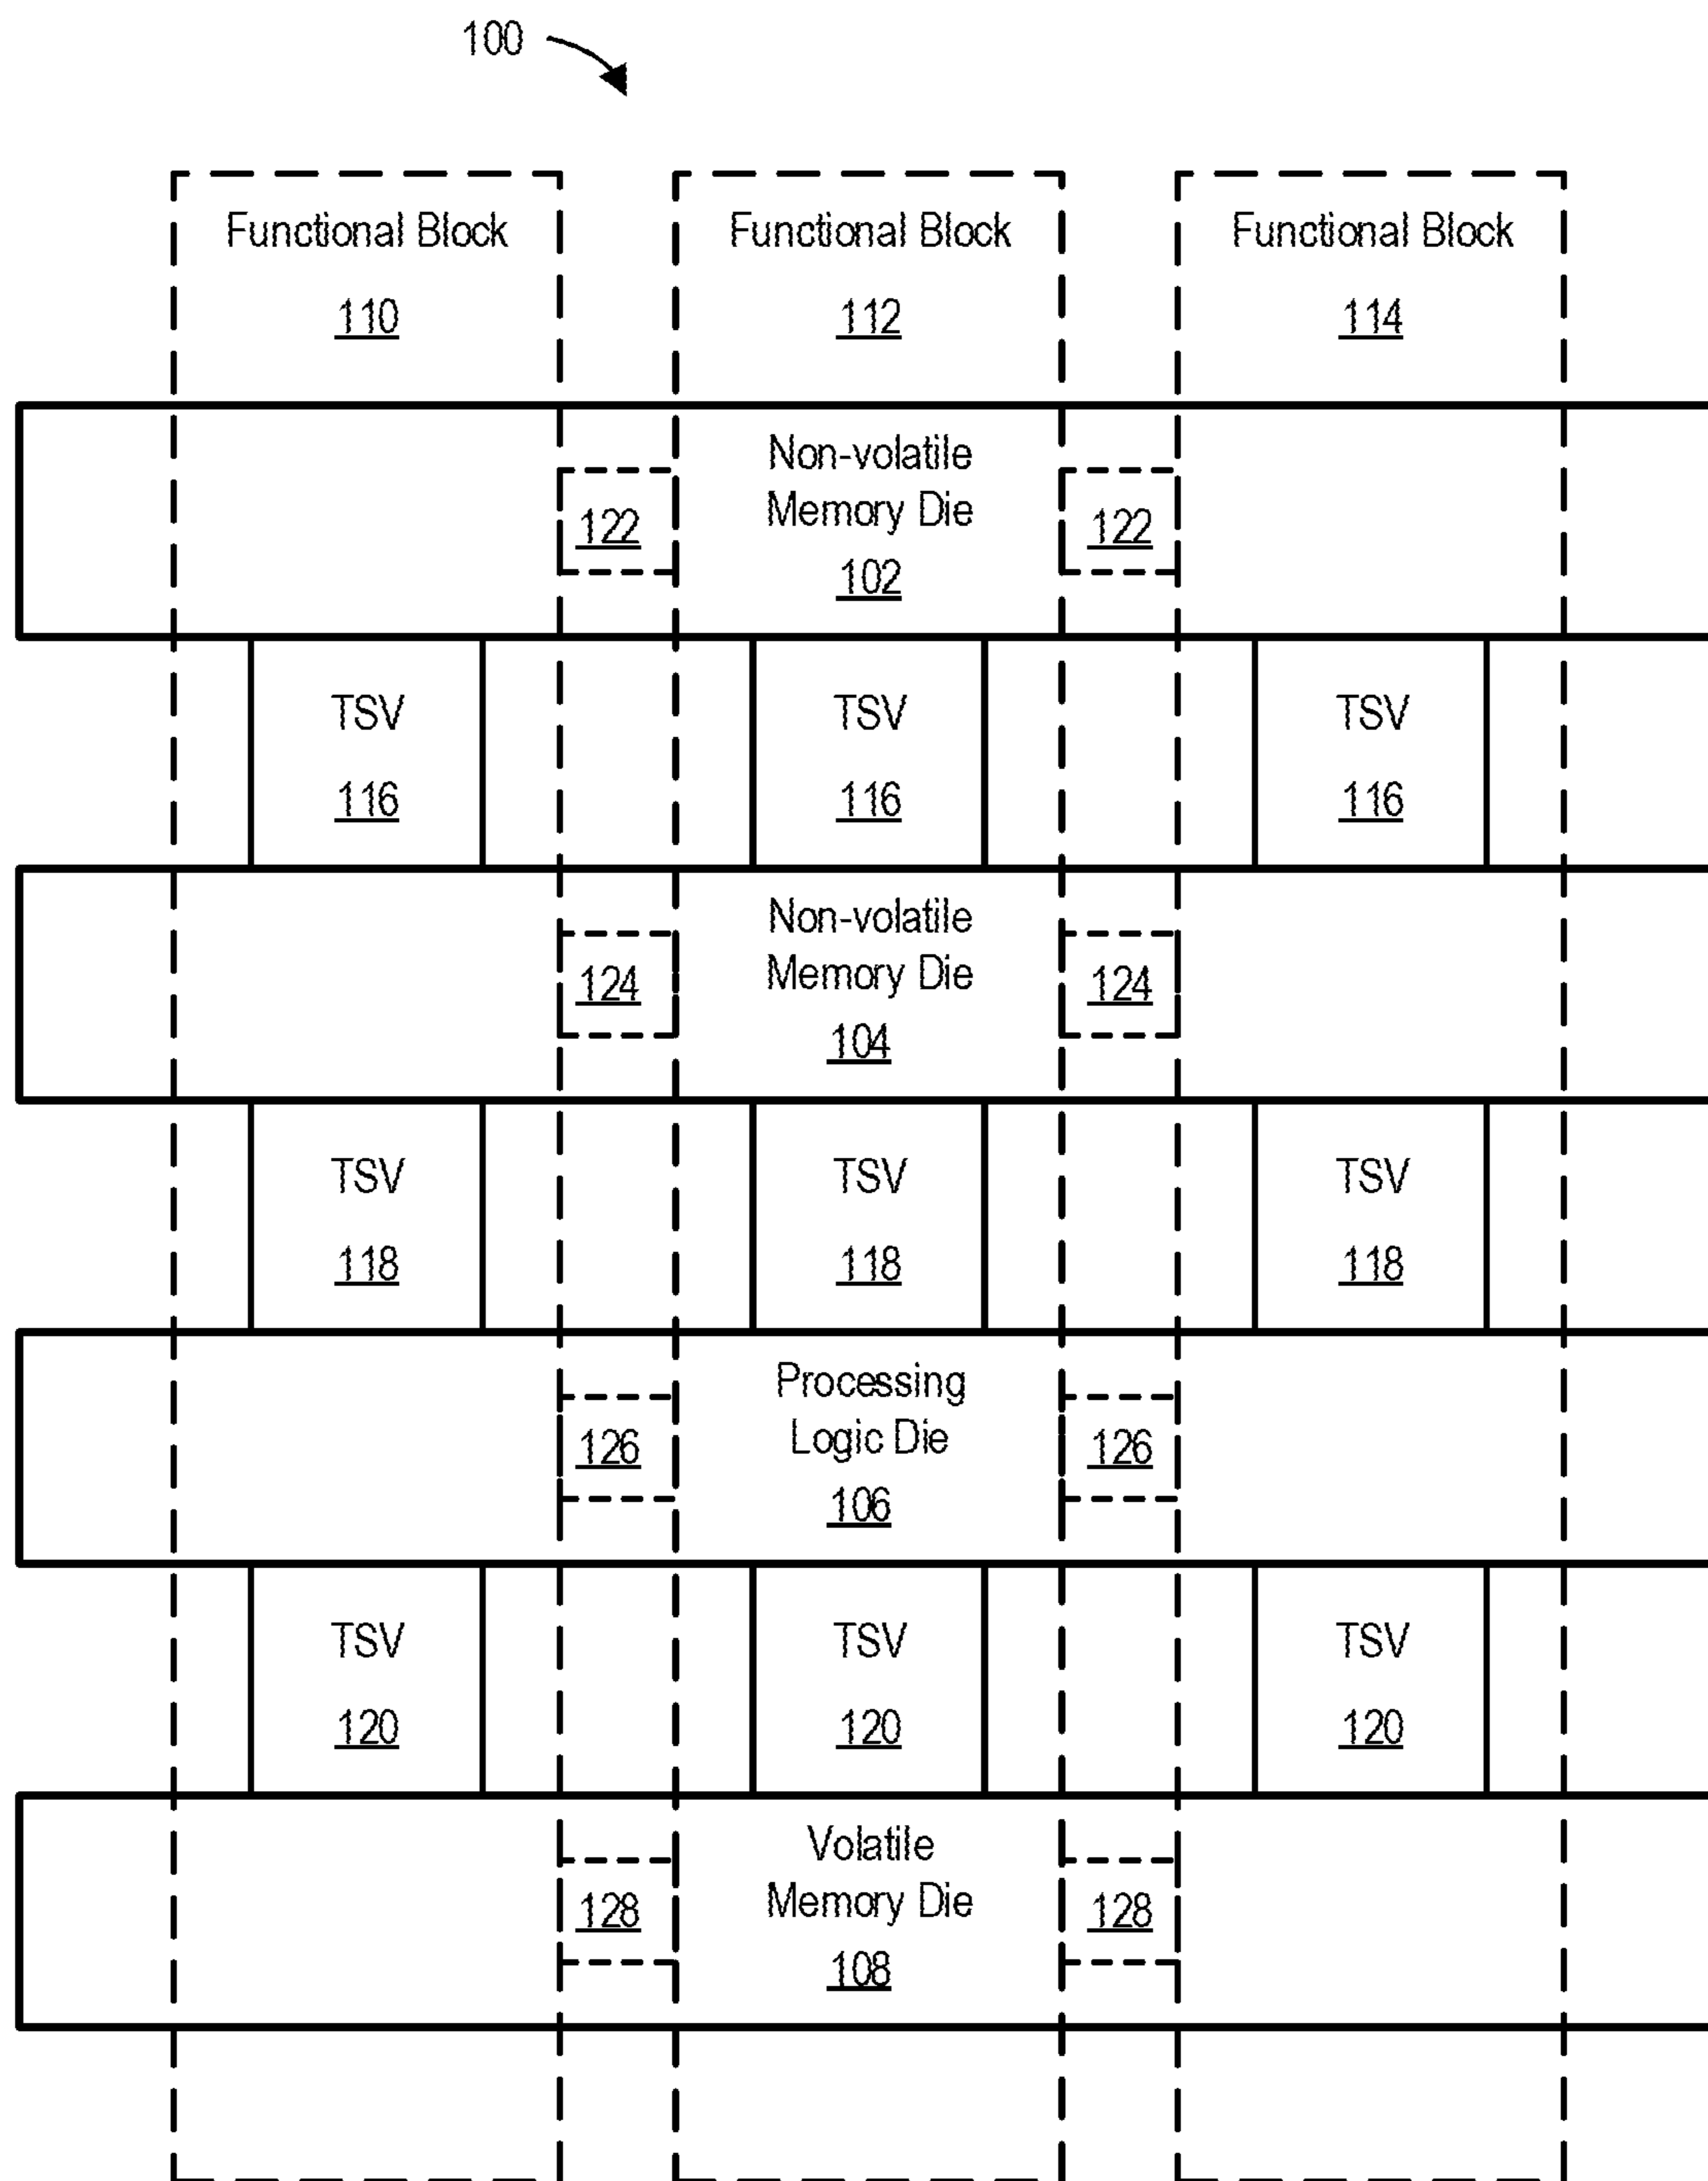 100
Functional Block Functional Block Functional Block
110 112 114
Non-volatile
Memory Die
122 122
102
TSV TSV TSV
116 116 116
Non-volatile
Memory Die
124 124
104
TSV TSV TSV
118 118 118
Processing
Logic Die
126 126
106
TSV TSV TSV
120 120 120
Volatile
Memory Die
128 128
108